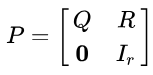 P = [ Q R
0 I_r ]